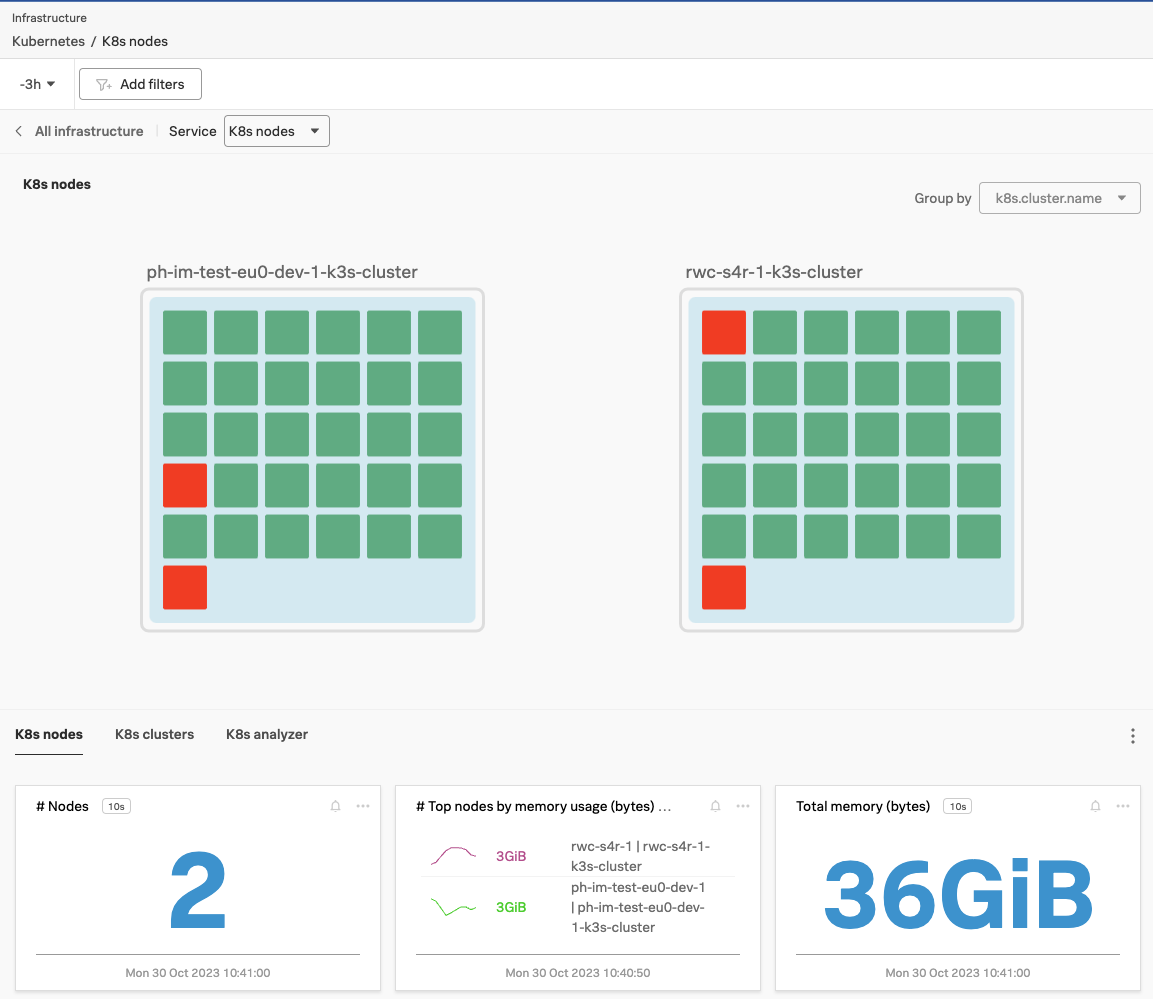 Infrastructure
Kubernetes / K8s nodes
-3h
Add filters
All infrastructure
Service
K8s nodes
K8s nodes
Group by
k8s.cluster.name
ph-im-test-eu0-dev-1-k3s-cluster
rwc-s4r-1-k3s-cluster
K8s nodes
K8s clusters
K8s analyzer
# Nodes
10s
2
Mon 30 Oct 2023 10:41:00
# Top nodes by memory usage (bytes) ...
3GiB
rwc-s4r-1 | rwc-s4r-1-
k3s-cluster
3GiB
ph-im-test-eu0-dev-1
| ph-im-test-eu0-dev-
1-k3s-cluster
Mon 30 Oct 2023 10:40:50
Total memory (bytes)
10s
36GiB
Mon 30 Oct 2023 10:41:00